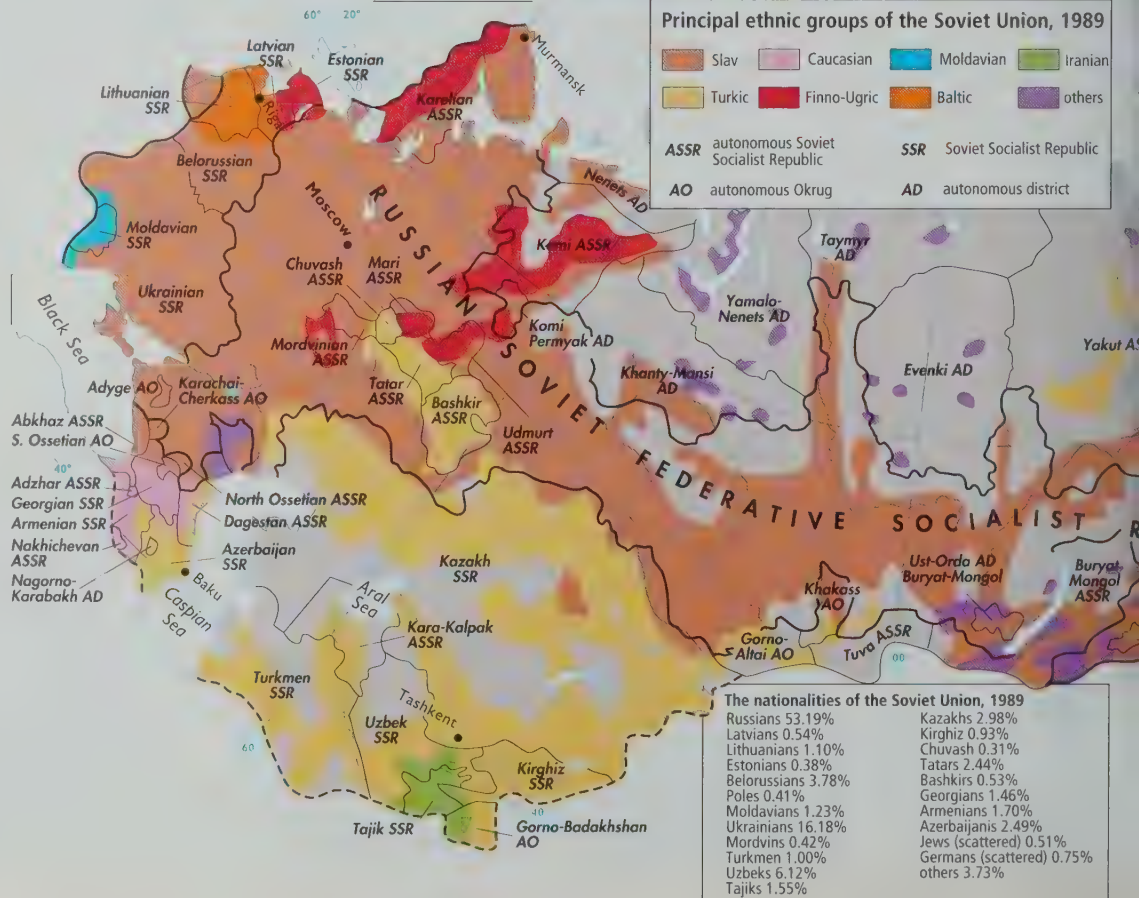 Principal ethnic groups of the Soviet Union, 1989
Slav
Caucasian
Moldavian
Iranian
Turkic
Finno-Ugric
Baltic
others
ASSR autonomous Soviet
Socialist Republic
SSR Soviet Socialist Republic
AO autonomous Okrug
AD autonomous district
60° 20°
Latvian
SSR
Estonian
SSR
Murmansk
Lithuanian
SSR
Riga
Karelian
ASSR
Belorussian
SSR
Nenets AD
Moscow
RUSSIAN SOVIET FEDERATIVE SOCIALIST R
Moldavian
SSR
Komi ASSR
Taymyr
AD
Chuvash
ASSR
Mari
ASSR
Ukrainian
SSR
Black Sea
Yamalo-
Nenets AD
Komi
Permyak AD
Mordvinian
ASSR
Yakut AS
Khanty-Mansi
AD
Evenki AD
Adyge AO
Karachai-
Cherkass AO
Tatar
ASSR
Bashkir
ASSR
Abkhaz ASSR
S. Ossetian AO
Udmurt
ASSR
40°
Adzhar ASSR
Georgian SSR
Armenian SSR
Nakhichevan
ASSR
Nagorno-
Karabakh AD
North Ossetian ASSR
Dagestan ASSR
Azerbaijan
SSR
Baku
Caspian
Sea
Aral
Sea
Kazakh
SSR
Ust-Orda AD
Buryat-Mongol
Buryat
Mongol
ASSR
Khakass
AO
Kara-Kalpak
ASSR
Gorno-
Altai AO
Tuva ASSR
00
Turkmen
SSR
Tashkent
Uzbek
SSR
60
Kirghiz
SSR
40
Tajik SSR
Gorno-Badakhshan
AO
The nationalities of the Soviet Union, 1989
Russians 53.19%
Latvians 0.54%
Lithuanians 1.10%
Estonians 0.38%
Belorussians 3.78%
Poles 0.41%
Moldavians 1.23%
Ukrainians 16.18%
Mordvins 0.42%
Turkmen 1.00%
Uzbeks 6.12%
Tajiks 1.55%
Kazakhs 2.98%
Kirghiz 0.93%
Chuvash 0.31%
Tatars 2.44%
Bashkirs 0.53%
Georgians 1.46%
Armenians 1.70%
Azerbaijanis 2.49%
Jews (scattered) 0.51%
Germans (scattered) 0.75%
others 3.73%